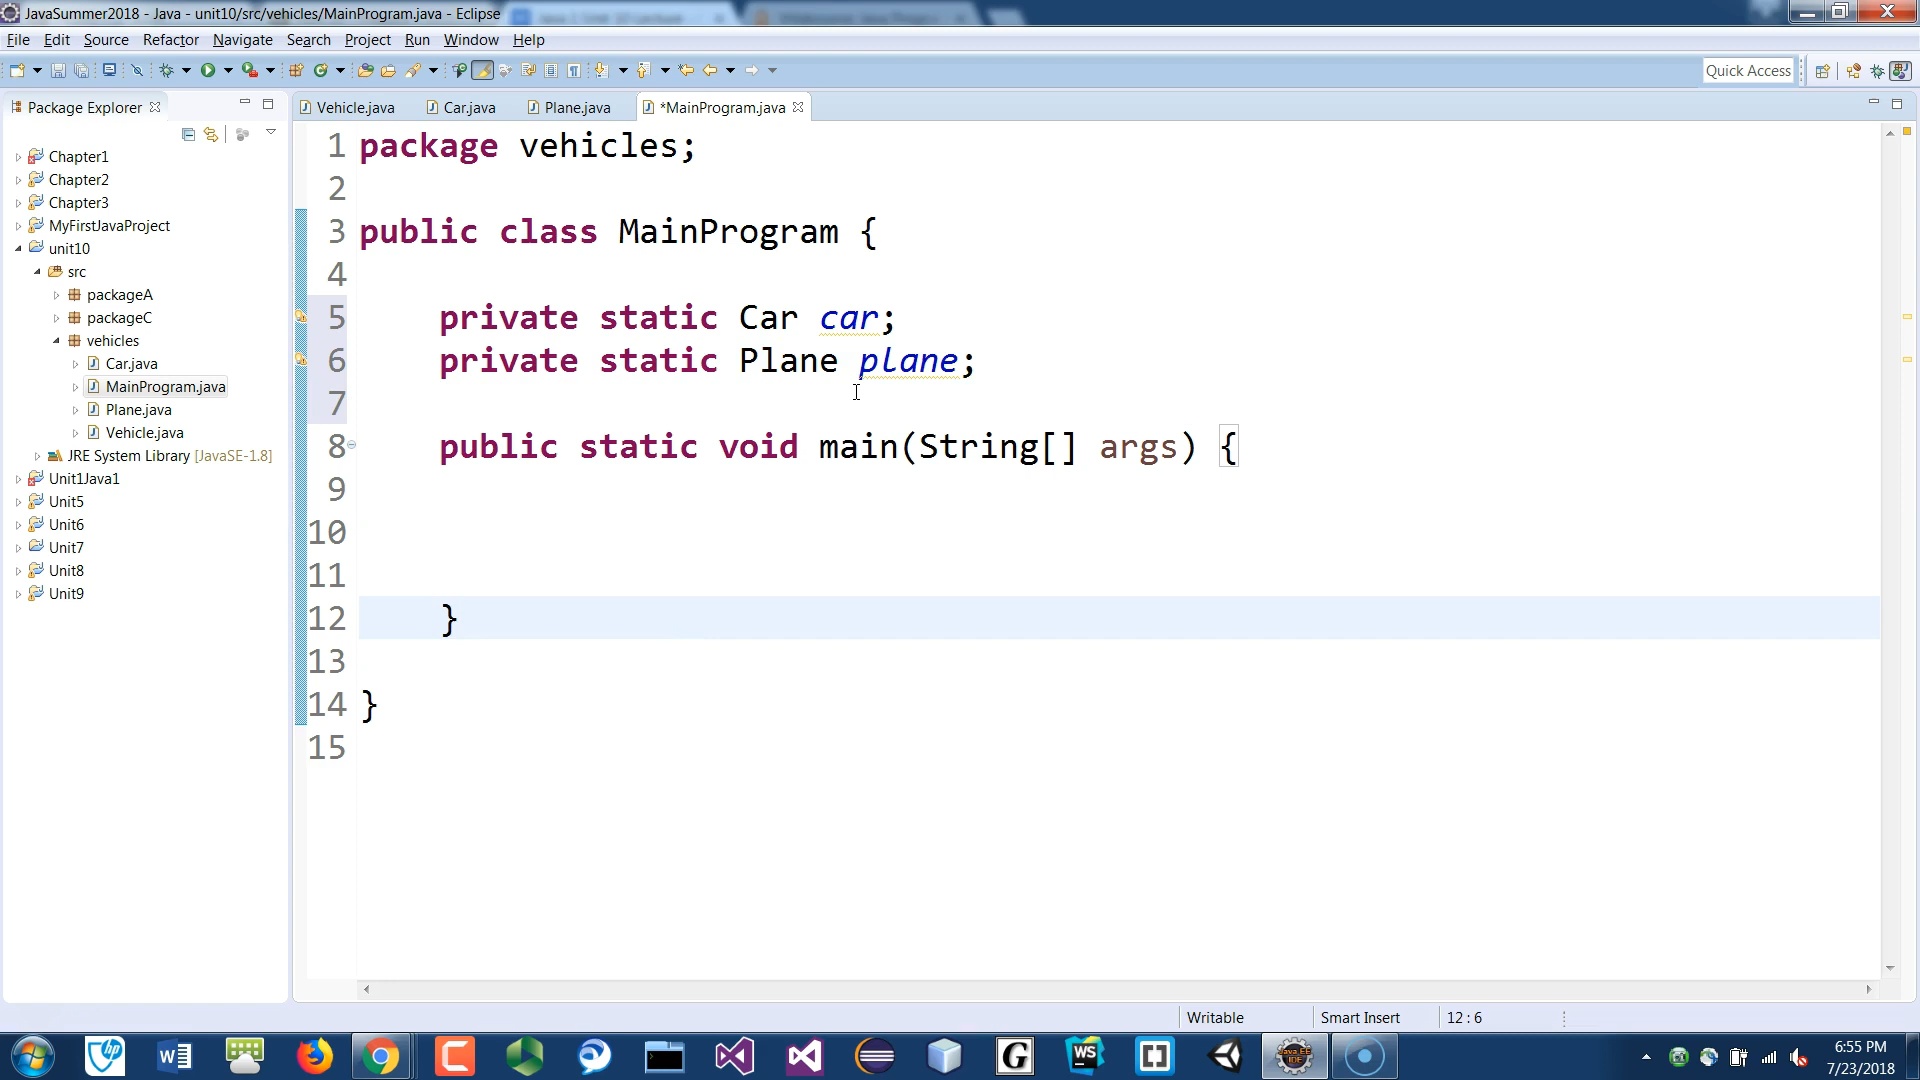 JavaSummer2018 - Java - unit10/src/vehicles/MainProgram.java - Eclipse
File Edit Source Refactor Navigate Search Project Run Window Help
Quick Access
Package Explorer
Vehicle.java Car.java Plane.java *MainProgram.java
Chapter1
Chapter2
Chapter3
MyFirstJavaProject
unit10
src
packageA
packageC
vehicles
Car.java
MainProgram.java
Plane.java
Vehicle.java
JRE System Library [JavaSE-1.8]
Unit1Java1
Unit5
Unit6
Unit7
Unit8
Unit9
1 package vehicles;
2
3 public class MainProgram {
4
5 private static Car car;
6 private static Plane plane;
7
8 public static void main(String[] args) {
9
10
11
12 }
13
14 }
15
Writable Smart Insert 12 : 6
hp W C G WS Java EE IDE
6:55 PM
7/23/2018